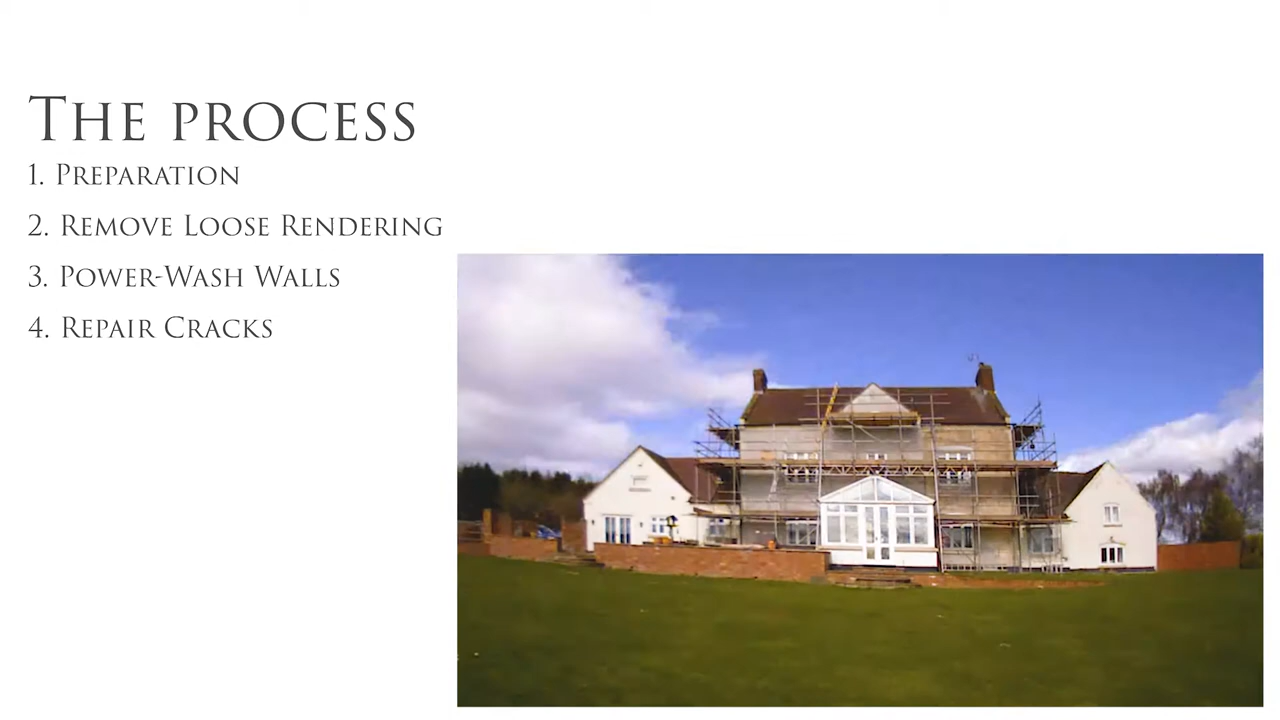 The process
1. Preparation
2. Remove Loose Rendering
3. Power-Wash Walls
4. Repair Cracks